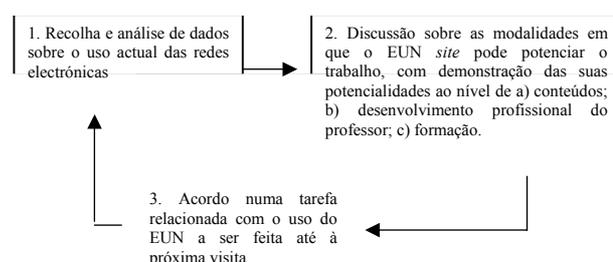 1. Recolha e análise de dados
sobre o uso actual das redes
electrónicas
2. Discussão sobre as modalidades em
que o EUN site pode potenciar o
trabalho, com demonstração das suas
potencialidades ao nível de a) conteúdos;
b) desenvolvimento profissional do
professor; c) formação.
3. Acordo numa tarefa
relacionada com o uso do
EUN a ser feita até à
próxima visita